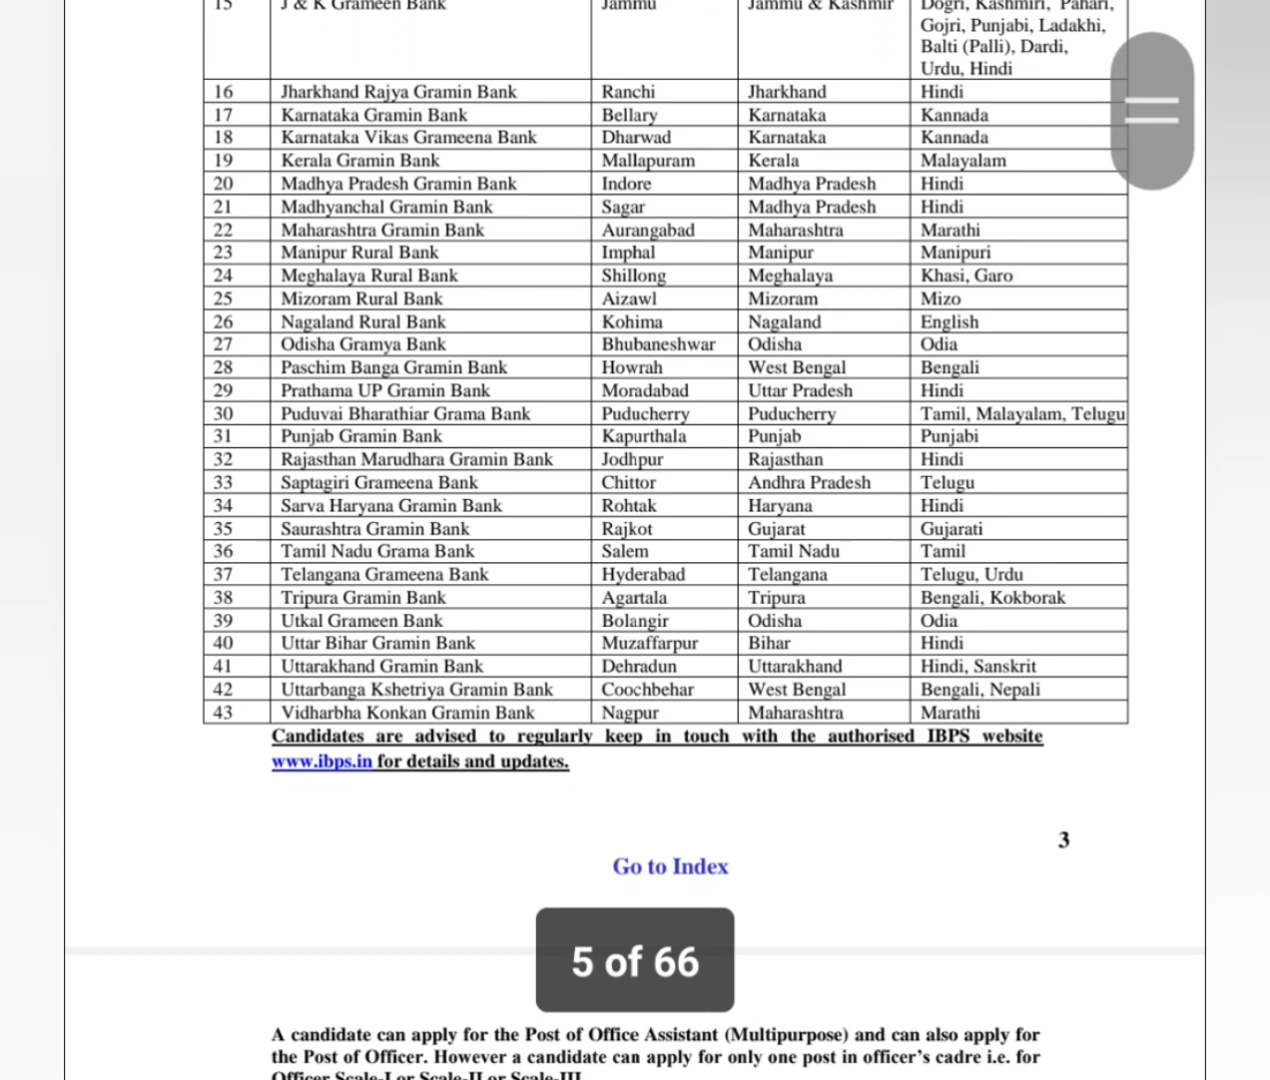 15 J & K Grameen Bank Jammu Jammu & Kashmir Dogri, Kashmiri, Pahari,
Gojri, Punjabi, Ladakhi,
Balti (Palli), Dardi,
Urdu, Hindi
16 Jharkhand Rajya Gramin Bank Ranchi Jharkhand Hindi
17 Karnataka Gramin Bank Bellary Karnataka Kannada
18 Karnataka Vikas Grameena Bank Dharwad Karnataka Kannada
19 Kerala Gramin Bank Mallapuram Kerala Malayalam
20 Madhya Pradesh Gramin Bank Indore Madhya Pradesh Hindi
21 Madhyanchal Gramin Bank Sagar Madhya Pradesh Hindi
22 Maharashtra Gramin Bank Aurangabad Maharashtra Marathi
23 Manipur Rural Bank Imphal Manipur Manipuri
24 Meghalaya Rural Bank Shillong Meghalaya Khasi, Garo
25 Mizoram Rural Bank Aizawl Mizoram Mizo
26 Nagaland Rural Bank Kohima Nagaland English
27 Odisha Gramya Bank Bhubaneshwar Odisha Odia
28 Paschim Banga Gramin Bank Howrah West Bengal Bengali
29 Prathama UP Gramin Bank Moradabad Uttar Pradesh Hindi
30 Puduvai Bharathiar Grama Bank Puducherry Puducherry Tamil, Malayalam, Telugu
31 Punjab Gramin Bank Kapurthala Punjab Punjabi
32 Rajasthan Marudhara Gramin Bank Jodhpur Rajasthan Hindi
33 Saptagiri Grameena Bank Chittor Andhra Pradesh Telugu
34 Sarva Haryana Gramin Bank Rohtak Haryana Hindi
35 Saurashtra Gramin Bank Rajkot Gujarat Gujarati
36 Tamil Nadu Grama Bank Salem Tamil Nadu Tamil
37 Telangana Grameena Bank Hyderabad Telangana Telugu, Urdu
38 Tripura Gramin Bank Agartala Tripura Bengali, Kokborak
39 Utkal Grameen Bank Bolangir Odisha Odia
40 Uttar Bihar Gramin Bank Muzaffarpur Bihar Hindi
41 Uttarakhand Gramin Bank Dehradun Uttarakhand Hindi, Sanskrit
42 Uttarbanga Kshetriya Gramin Bank Coochbehar West Bengal Bengali, Nepali
43 Vidharbha Konkan Gramin Bank Nagpur Maharashtra Marathi
Candidates are advised to regularly keep in touch with the authorised IBPS website
www.ibps.in for details and updates.
3
Go to Index
5 of 66
A candidate can apply for the Post of Office Assistant (Multipurpose) and can also apply for
the Post of Officer. However a candidate can apply for only one post in officer's cadre i.e. for
Officer Scale-I or Scale-II or Scale-III